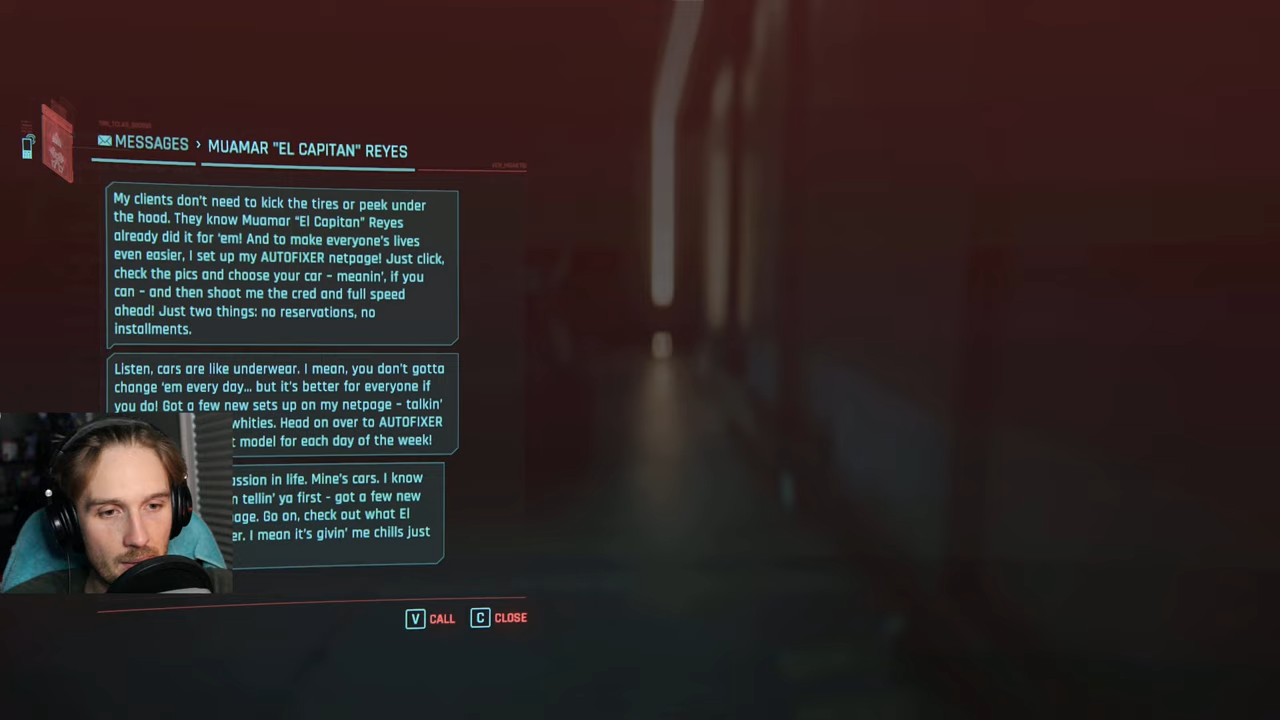 MESSAGES › MUAMAR "EL CAPITAN" REYES
My clients don't need to kick the tires or peek under
the hood. They know Muamar "El Capitan" Reyes
already did it for 'em! And to make everyone's lives
even easier, I set up my AUTOFIXER netpage! Just click,
check the pics and choose your car – meanin', if you
can – and then shoot me the cred and full speed
ahead! Just two things: no reservations, no
installments.
Listen, cars are like underwear. I mean, you don't gotta
change 'em every day... but it's better for everyone if
you do! Got a few new sets up on my netpage – talkin'
whities. Head on over to AUTOFIXER
model for each day of the week!
in life. Mine's cars. I know
tellin' ya first - got a few new
Go on, check out what El
I mean it's givin' me chills just
V CALL C CLOSE